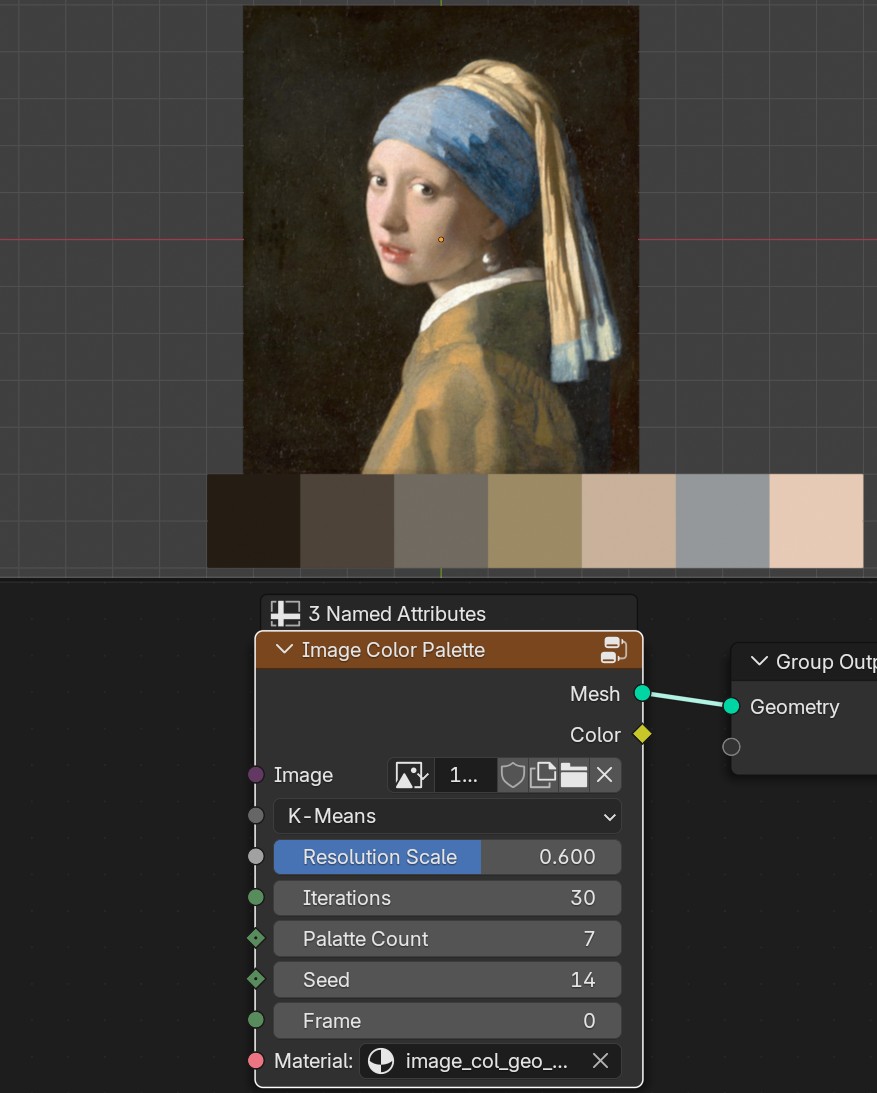 3 Named Attributes
Image Color Palette
Mesh
Color
Image 1...
K-Means
Resolution Scale 0.600
Iterations 30
Palatte Count 7
Seed 14
Frame 0
Material: image_col_geo_...
Group Outp
Geometry